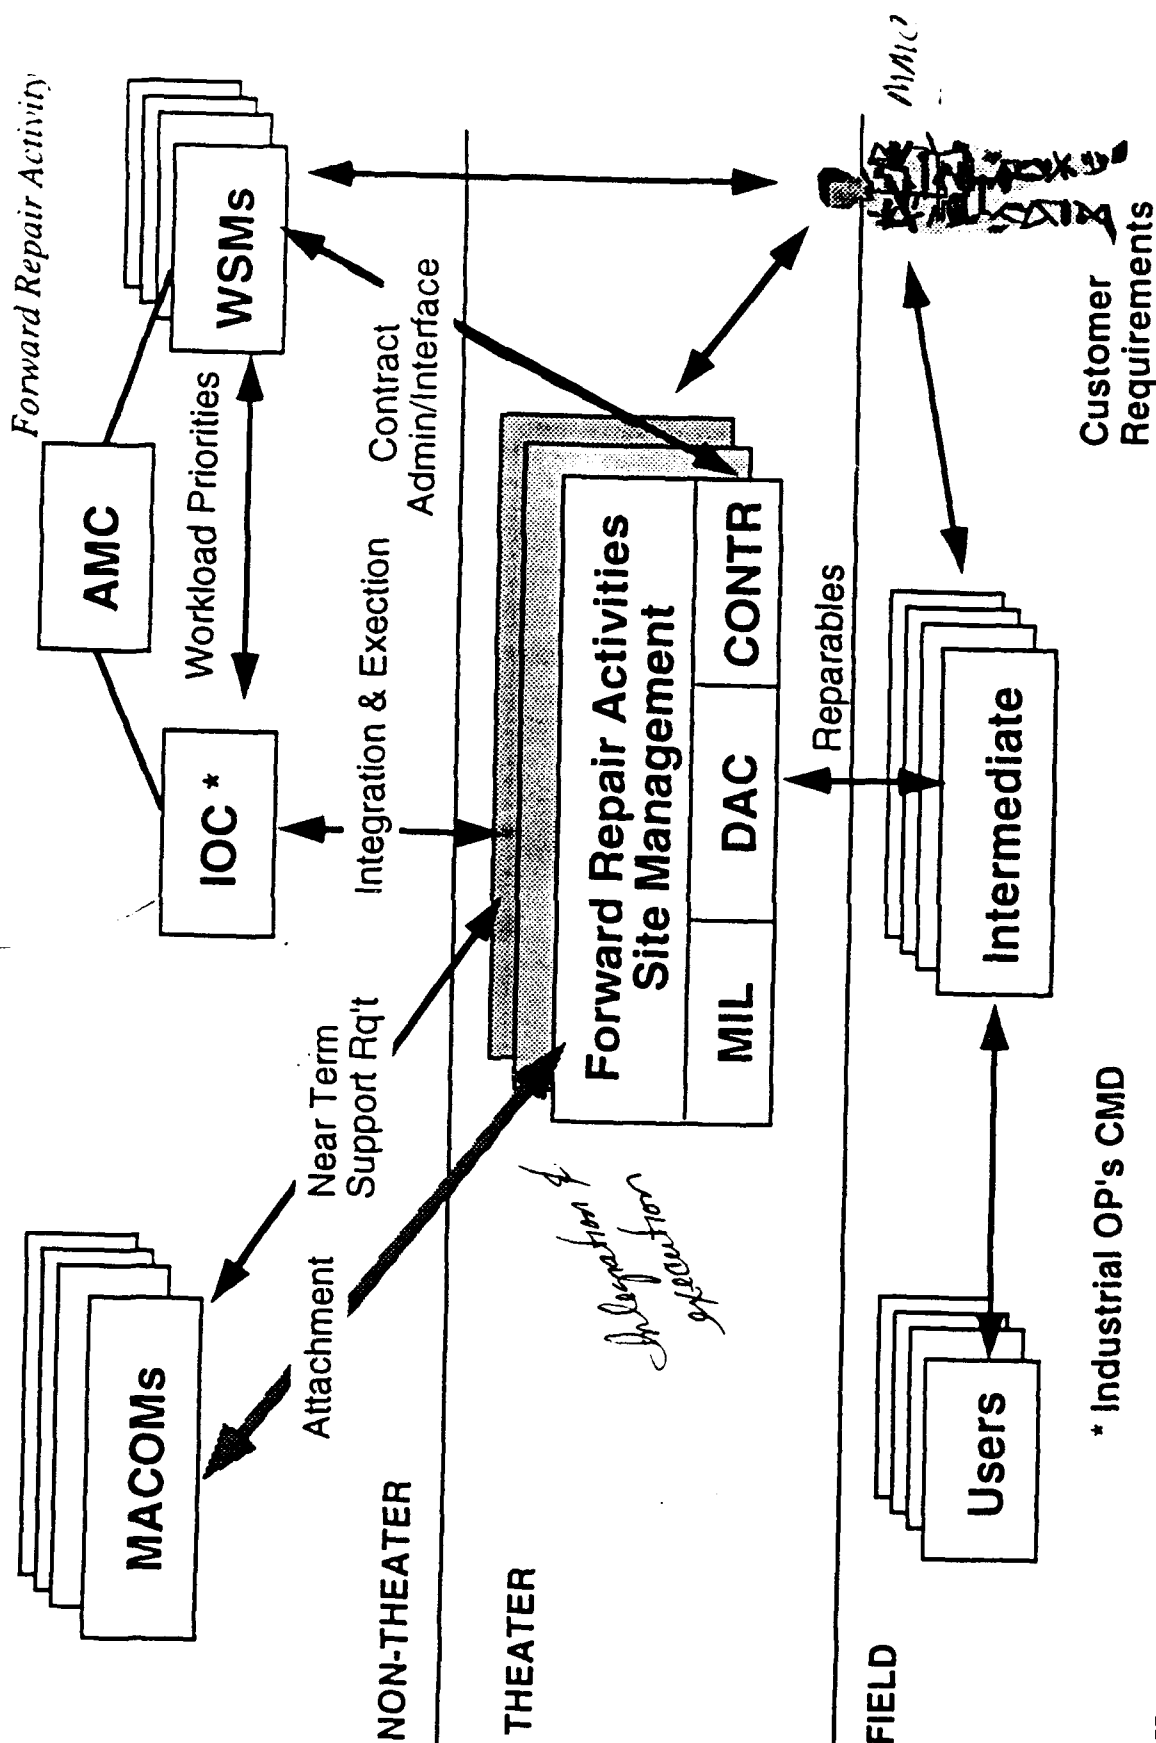 Forward Repair Activity
AMC
MACOMs
IOC *
Workload Priorities
WSMs
Near Term
Support Rq't
Attachment
Integration & Exection
Contract
Admin/Interface
NON-THEATER
THEATER
Forward Repair Activities
Site Management
MIL
DAC
CONTR
Integration &
execution
Reparables
FIELD
Users
Intermediate
MMC
Customer
Requirements
* Industrial OP's CMD